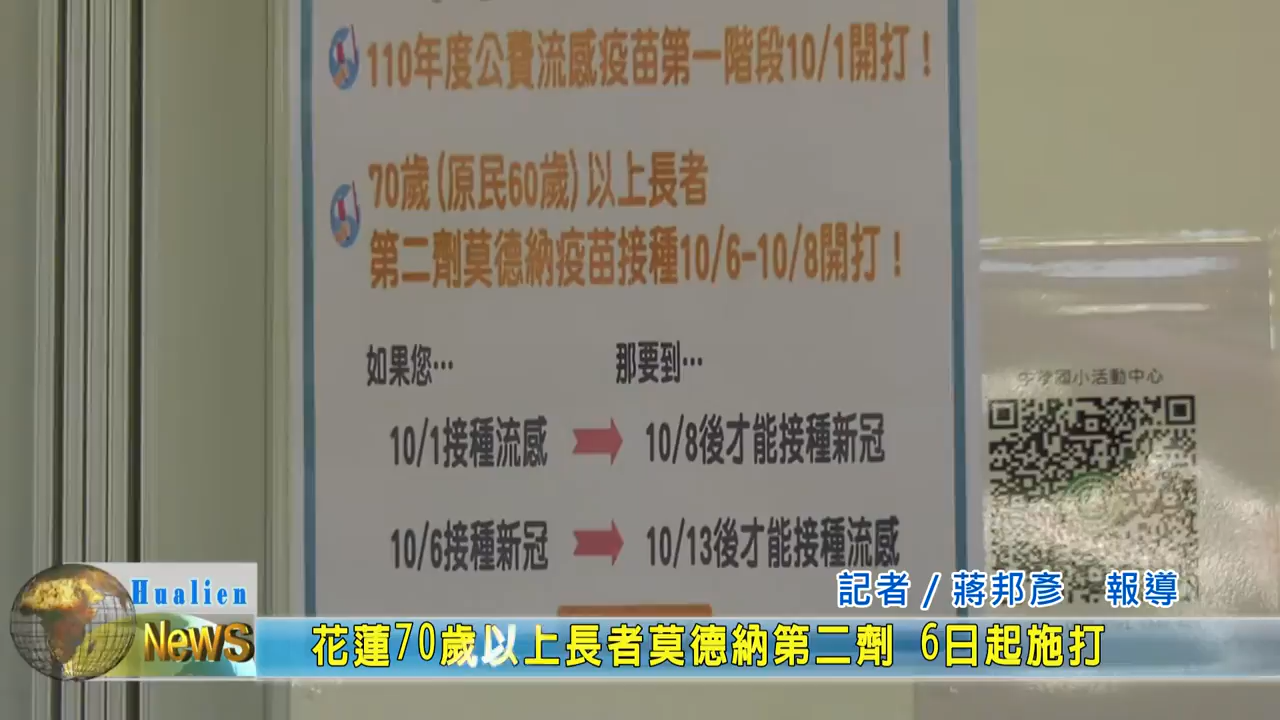 110年度公費流感疫苗第一階段10/1開打！
70歲(原民60歲)以上長者
第二劑莫德納疫苗接種10/6-10/8開打！
如果您… 那要到…
10/1接種流感 10/8後才能接種新冠
10/6接種新冠 10/13後才能接種流感
國小活動中心
記者/蔣邦彥 報導
Hualien
News
花蓮70歲以上長者莫德納第二劑 6日起施打